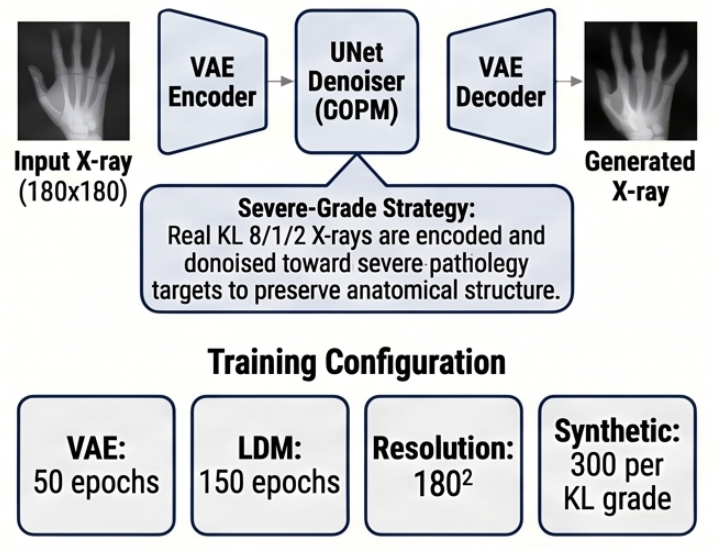 VAE
Encoder
UNet
Denoiser
(COPM)
VAE
Decoder
Input X-ray
(180x180)
Generated
X-ray
Severe-Grade Strategy:
Real KL 8/1/2 X-rays are encoded and
donoised toward severe-patholegy
targets to preserve anatomical structure.
Training Configuration
VAE:
50 epochs
LDM:
150 epochs
Resolution:
180²
Synthetic:
300 per
KL grade